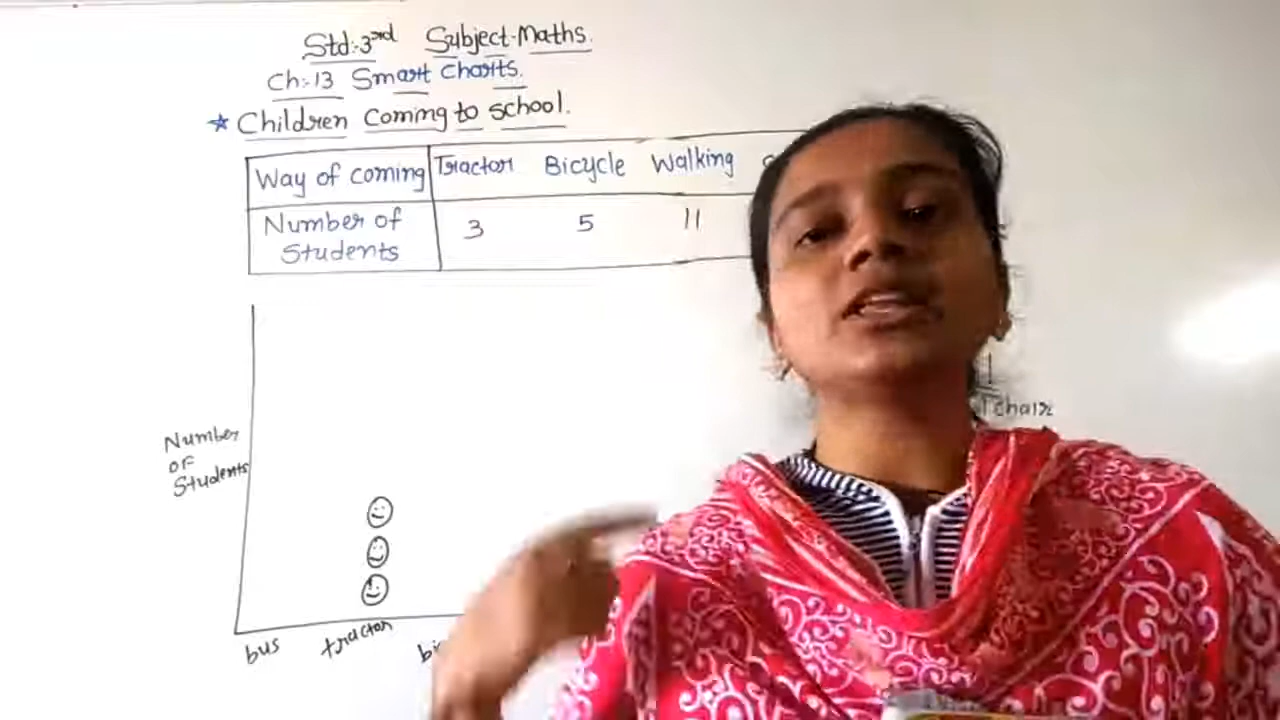 Std:-3rd Subject-Maths.
Ch:-13 Smart Charts.
* Children Coming to school.
Way of coming Tractor Bicycle Walking
Number of Students 3 5 11
Number
of
Students
bus tractor
chair